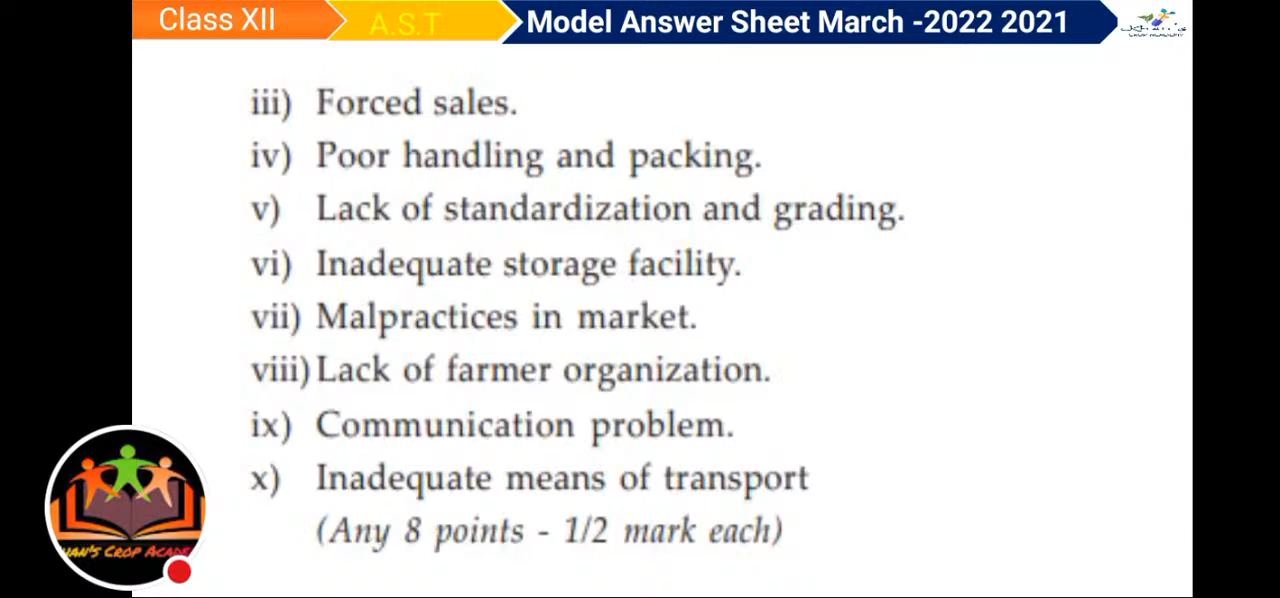 Class XII
A.S.T
Model Answer Sheet March -2022 2021
iii) Forced sales.
iv) Poor handling and packing.
v) Lack of standardization and grading.
vi) Inadequate storage facility.
vii) Malpractices in market.
viii) Lack of farmer organization.
ix) Communication problem.
x) Inadequate means of transport
(Any 8 points - 1/2 mark each)
CROP ACADE